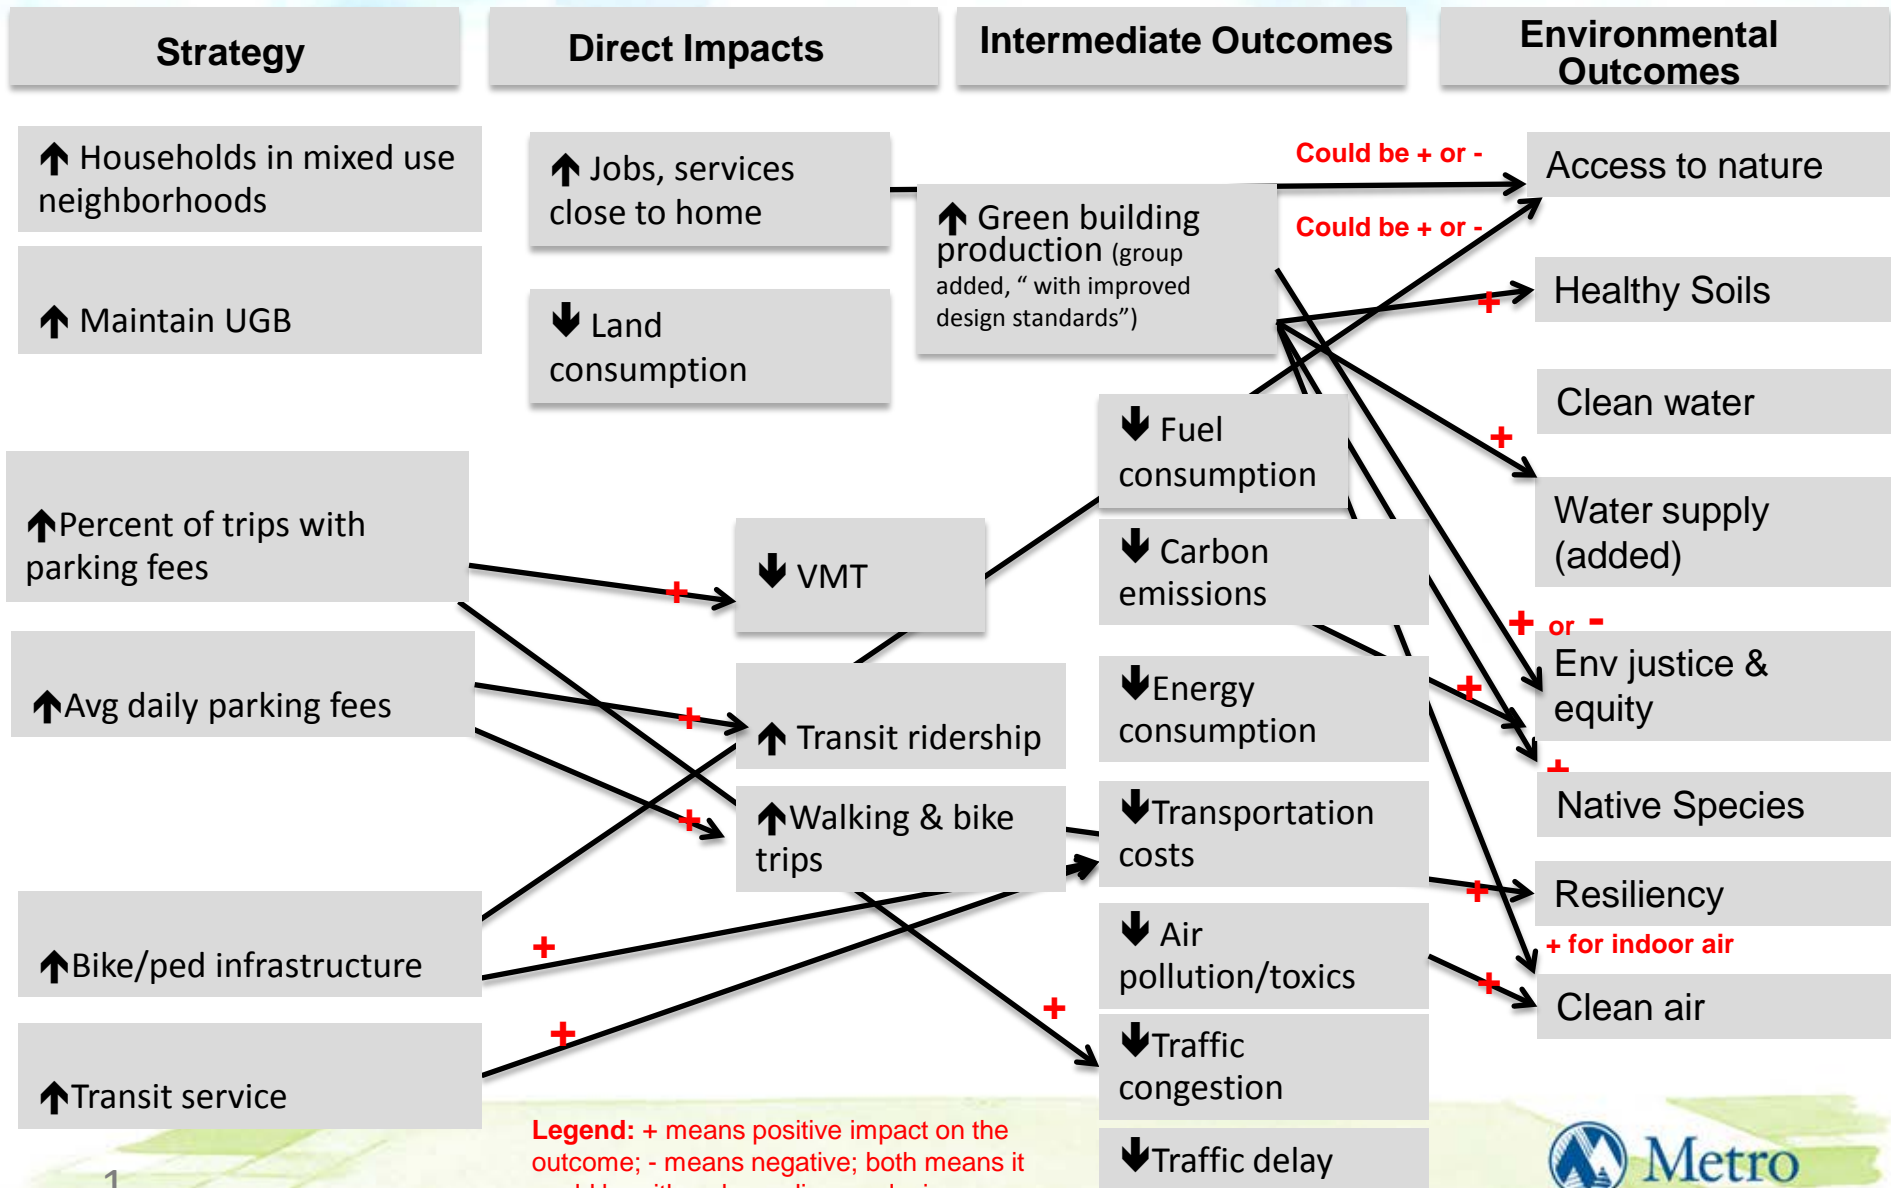 Strategy
Direct Impacts
Intermediate Outcomes
Environmental
Outcomes
↑ Households in mixed use
neighborhoods
↑ Maintain UGB
↑Percent of trips with
parking fees
↑Avg daily parking fees
↑Bike/ped infrastructure
↑Transit service
↑ Jobs, services
close to home
↓ Land
consumption
↓ VMT
+
↑ Transit ridership
+
↑Walking & bike
trips
+
+
+
+
↑ Green building
production (group
added, “ with improved
design standards”)
↓ Fuel
consumption
↓ Carbon
emissions
↓Energy
consumption
↓Transportation
costs
↓ Air
pollution/toxics
↓Traffic
congestion
↓Traffic delay
Could be + or -
Access to nature
Could be + or -
Healthy Soils
+
Clean water
+
Water supply
(added)
+ or -
Env justice &
equity
+
+
Native Species
Resiliency
+
+ for indoor air
Clean air
+
Legend: + means positive impact on the
outcome; - means negative; both means it
1
Metro